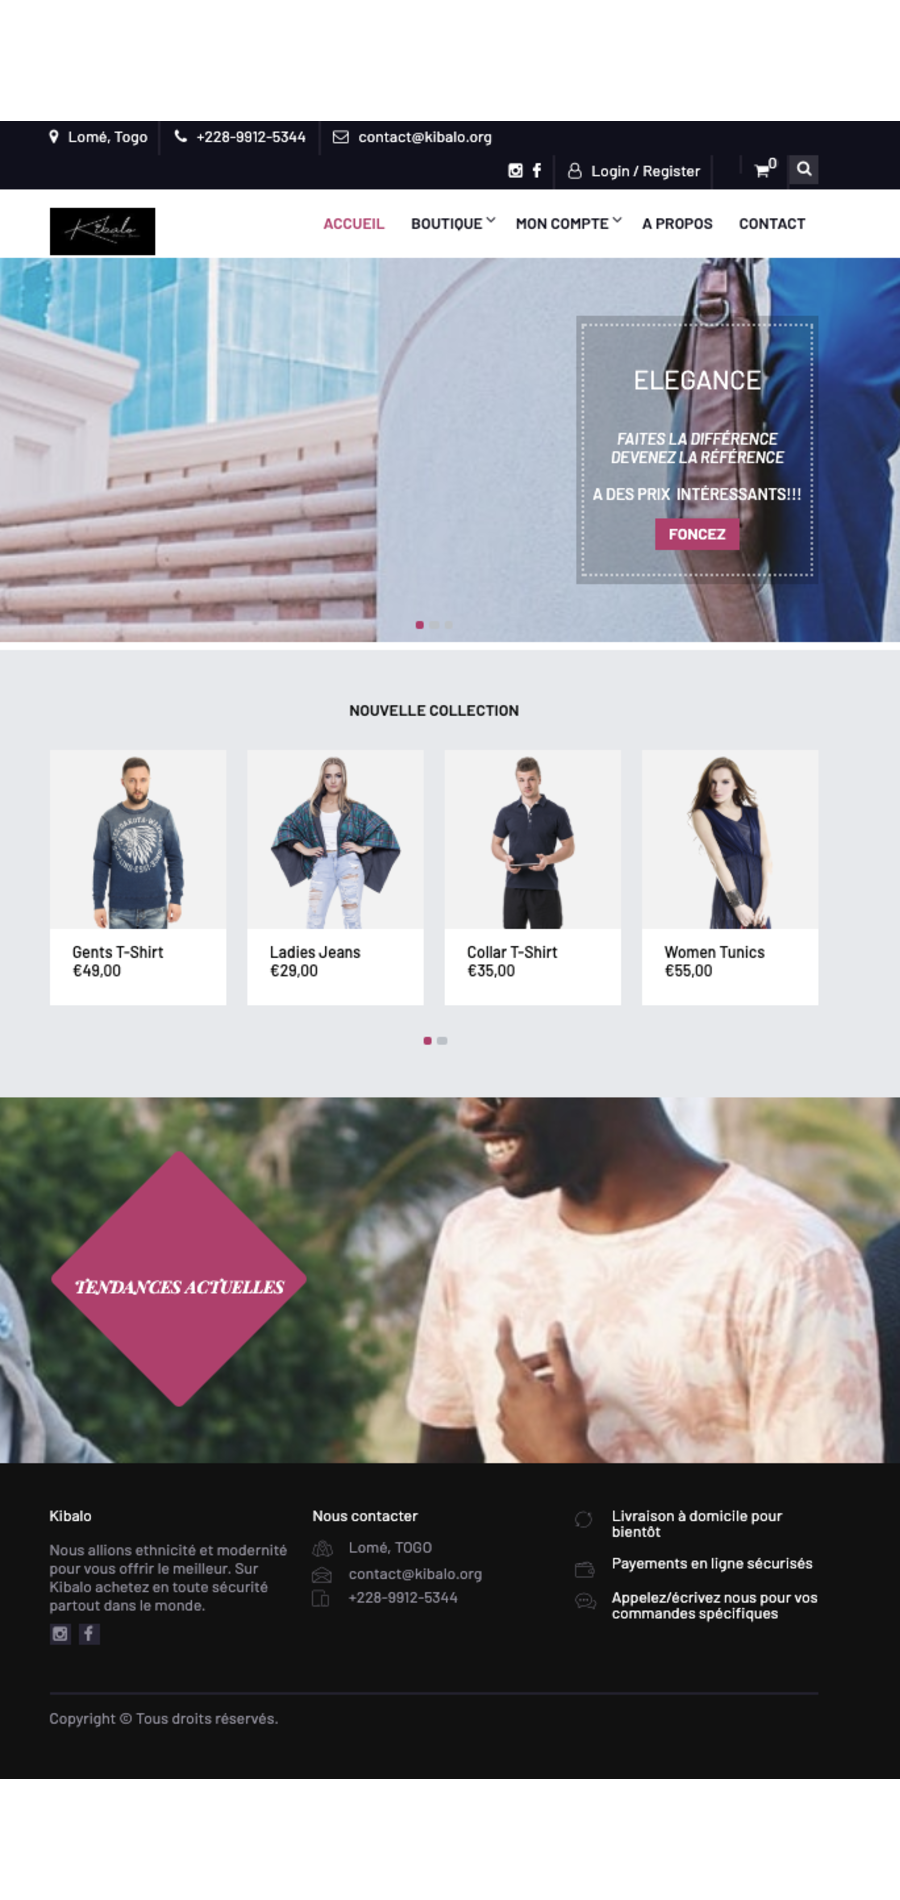 Lomé, Togo
+228-9912-5344
contact@kibalo.org
Login / Register
0
Kibalo
ACCUEIL
BOUTIQUE
MON COMPTE
A PROPOS
CONTACT
ELEGANCE
FAITES LA DIFFÉRENCE
DEVENEZ LA RÉFÉRENCE
A DES PRIX INTÉRESSANTS!!!
FONCEZ
NOUVELLE COLLECTION
Gents T-Shirt
€49,00
Ladies Jeans
€29,00
Collar T-Shirt
€35,00
Women Tunics
€55,00
TENDANCES ACTUELLES
Kibalo
Nous allions ethnicité et modernité
pour vous offrir le meilleur. Sur
Kibalo achetez en toute sécurité
partout dans le monde.
Nous contacter
Lomé, TOGO
contact@kibalo.org
+228-9912-5344
Livraison à domicile pour
bientôt
Payements en ligne sécurisés
Appelez/écrivez nous pour vos
commandes spécifiques
Copyright © Tous droits réservés.